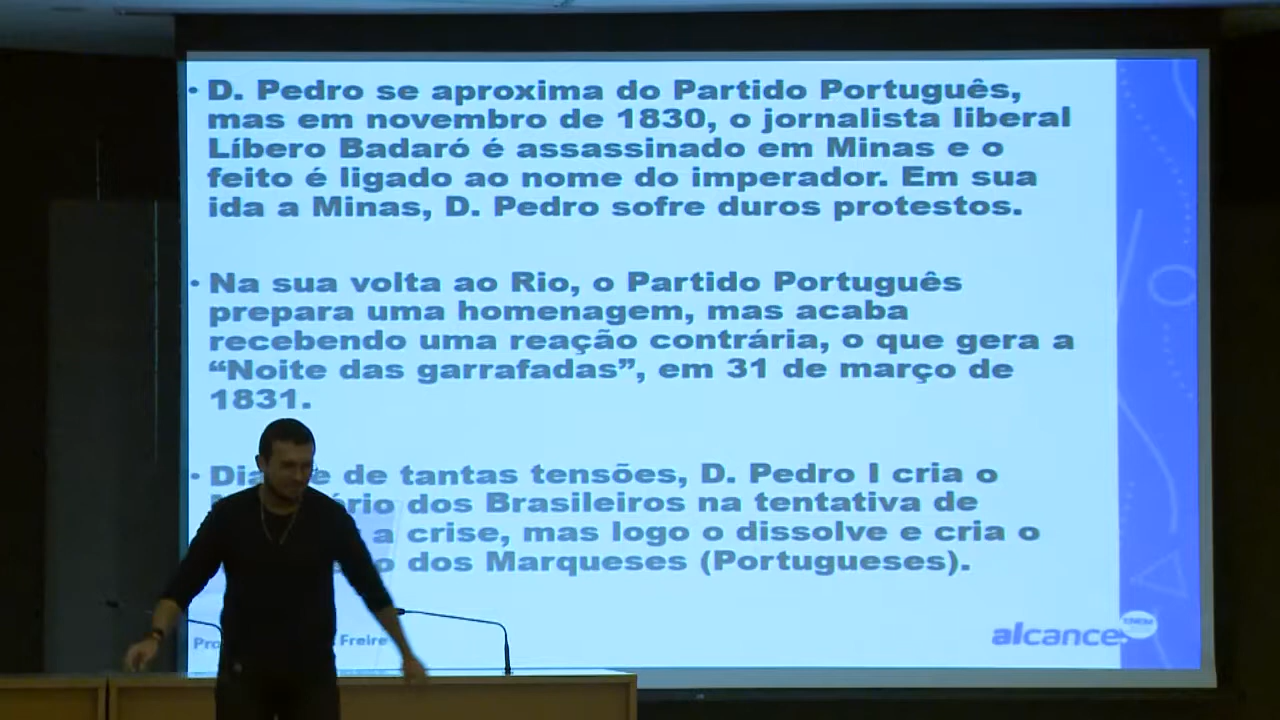 • D. Pedro se aproxima do Partido Português,
mas em novembro de 1830, o jornalista liberal
Líbero Badaró é assassinado em Minas e o
feito é ligado ao nome do imperador. Em sua
ida a Minas, D. Pedro sofre duros protestos.
• Na sua volta ao Rio, o Partido Português
prepara uma homenagem, mas acaba
recebendo uma reação contrária, o que gera a
“Noite das garrafadas”, em 31 de março de
1831.
• de tantas tensões, D. Pedro I cria o
dos Brasileiros na tentativa de
a crise, mas logo o dissolve e cria o
dos Marqueses (Portugueses).
Freire
alcance ENEM